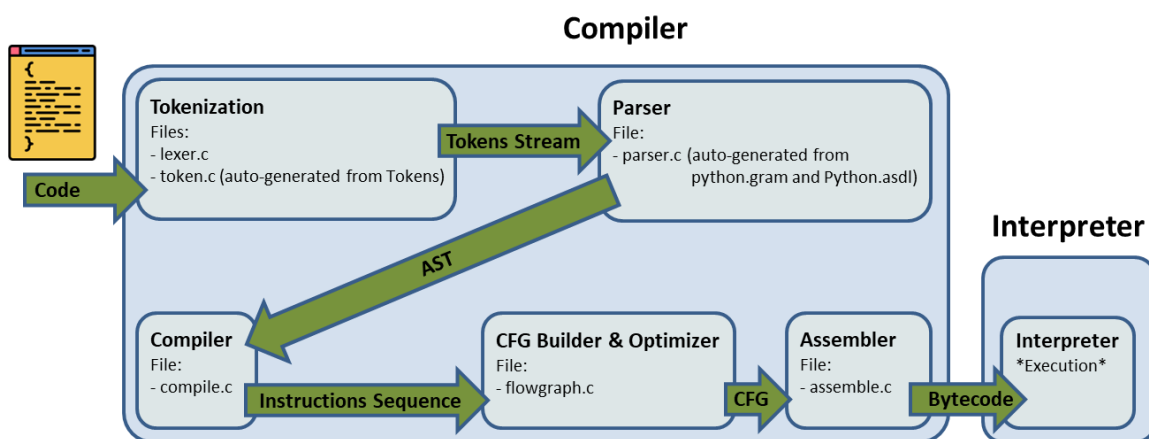 Compiler
{
}
Tokenization
Files:
- lexer.c
- token.c (auto-generated from Tokens)
Code
Tokens Stream
Parser
File:
- parser.c (auto-generated from
python.gram and Python.asdl)
AST
Interpreter
Compiler
File:
- compile.c
Instructions Sequence
CFG Builder & Optimizer
File:
- flowgraph.c
CFG
Assembler
File:
- assemble.c
Bytecode
Interpreter
*Execution*